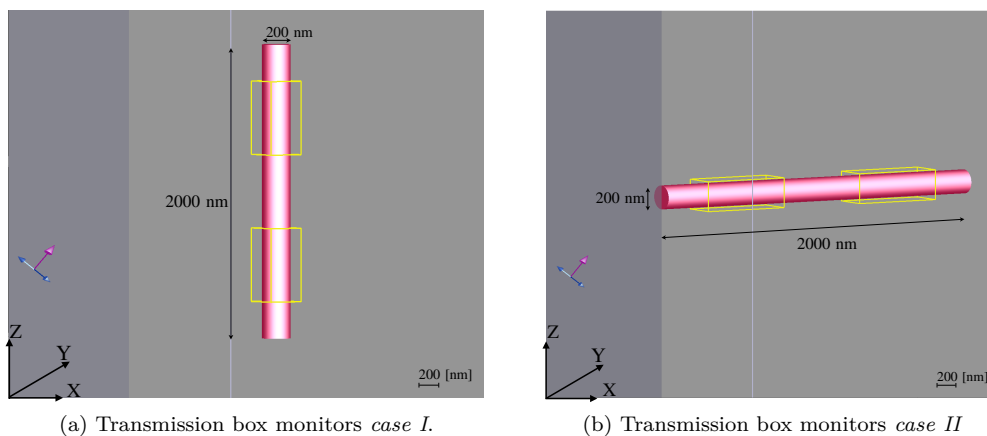 200 nm
2000 nm
Z
Y
X
200 [nm]
(a) Transmission box monitors case I.
200 nm
2000 nm
Z
Y
X
200 [nm]
(b) Transmission box monitors case II